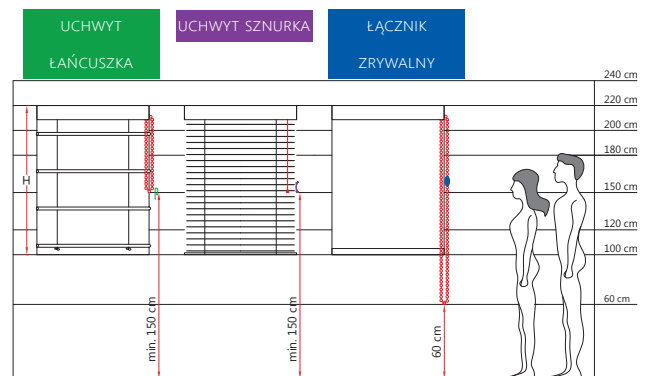 UCHWYT
ŁAŃCUSZKA
UCHWYT SZNURKA
ŁĄCZNIK
ZRYWALNY
240 cm
220 cm
200 cm
180 cm
H
150 cm
120 cm
100 cm
60 cm
min. 150 cm
min. 150 cm
60 cm